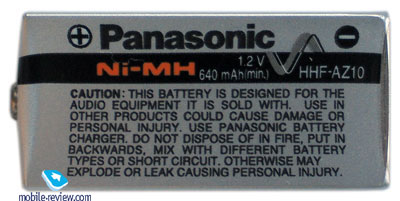 ⊕ Panasonic ⊖
Ni-MH 1.2 V
640 mAh(min.) HHF-AZ10
CAUTION: THIS BATTERY IS DESIGNED FOR THE
AUDIO EQUIPMENT IT IS SOLD WITH. USE IN
OTHER PRODUCTS COULD CAUSE DAMAGE OR
PERSONAL INJURY. USE PANASONIC BATTERY
CHARGER. DO NOT DISPOSE OF IN FIRE, PUT IN
BACKWARDS, MIX WITH DIFFERENT BATTERY
TYPES OR SHORT CIRCUIT. OTHERWISE MAY
EXPLODE OR LEAK CAUSING PERSONAL INJURY.
mobile-review.com